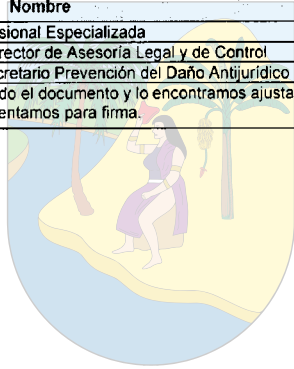 Nombre
sional Especializada
rector de Asesoría Legal y de Control
cretario Prevención del Daño Antijurídico
do el documento y lo encontramos ajusta
entamos para firma.